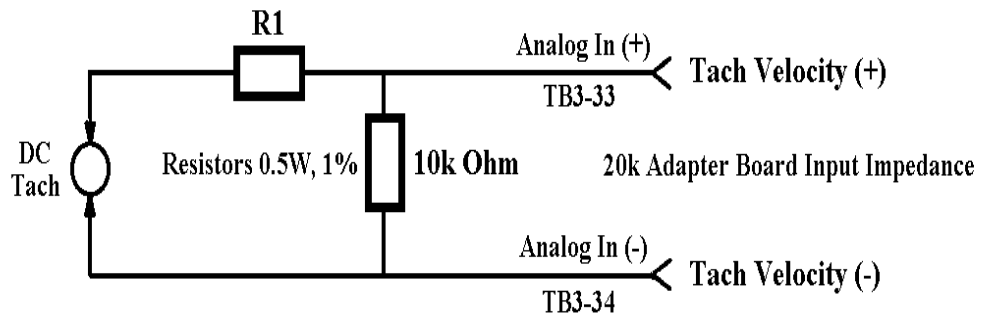 R1
Analog In (+)
Tach Velocity (+)
TB3-33
DC
Tach
Resistors 0.5W, 1%
10k Ohm
20k Adapter Board Input Impedance
Analog In (-)
Tach Velocity (-)
TB3-34